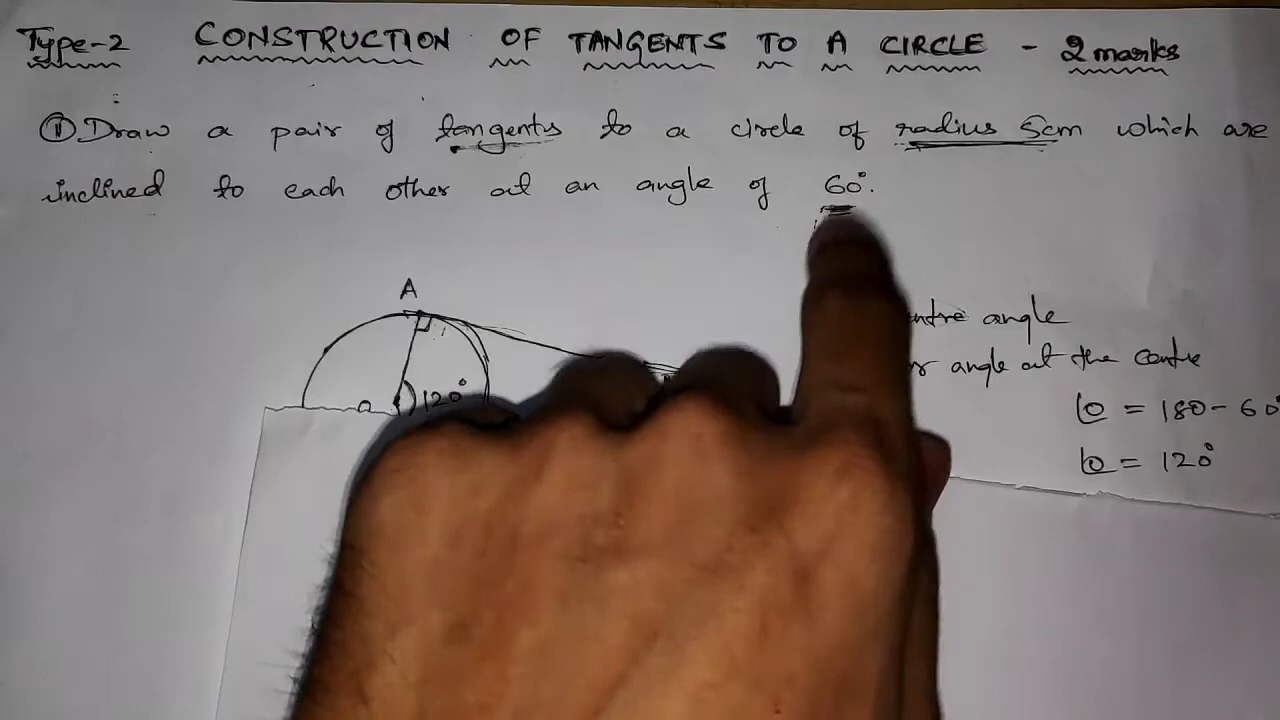 Type-2 CONSTRUCTION OF TANGENTS TO A CIRCLE - 2 marks
① Draw a pair of tangents to a circle of radius 5cm which are
inclined to each other at an angle of 60°.
A
angle
angle at the centre
120°
θ = 180 - 60°
θ = 120°